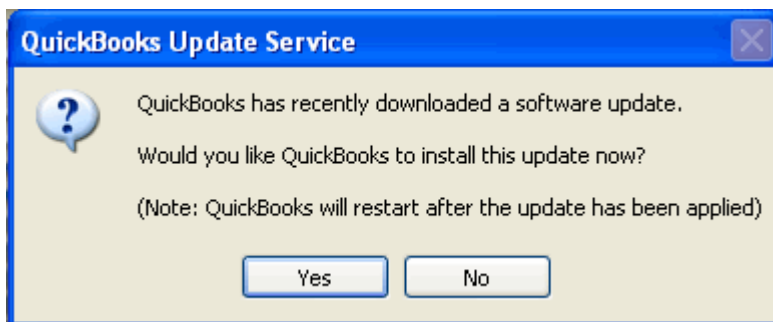 QuickBooks Update Service
QuickBooks has recently downloaded a software update.
Would you like QuickBooks to install this update now?
(Note: QuickBooks will restart after the update has been applied)
Yes No